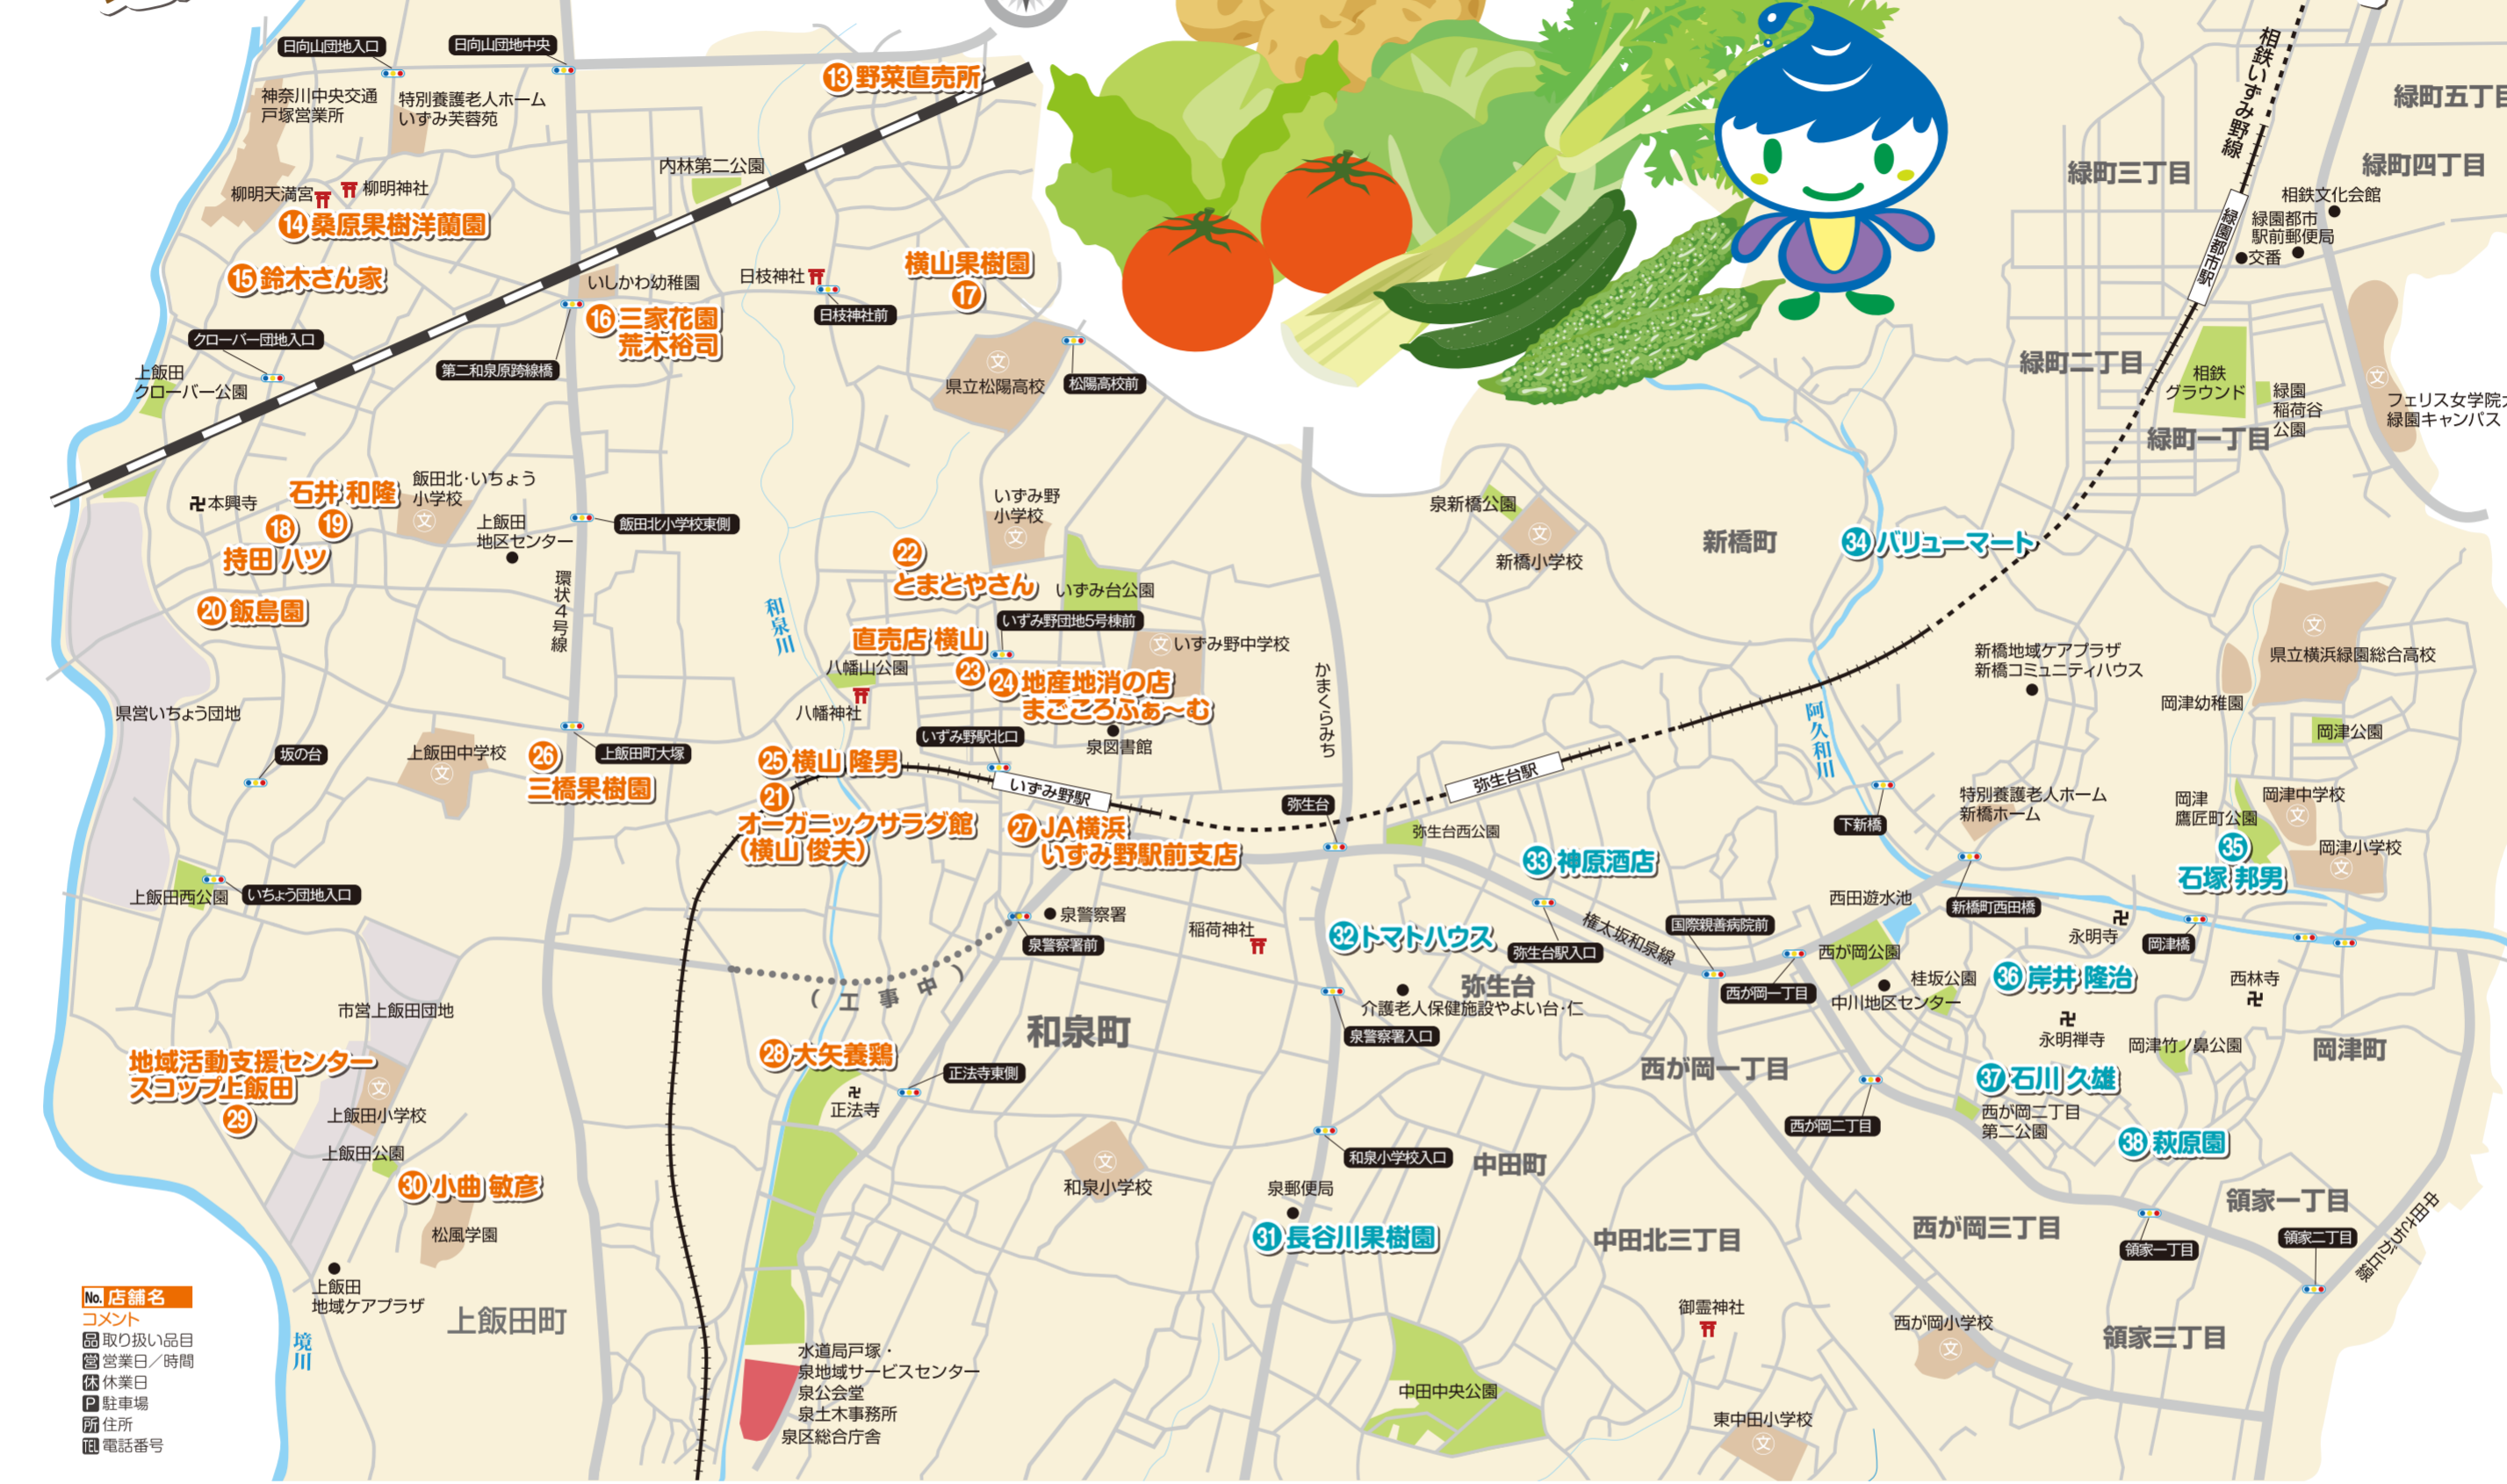 日向山団地入口
日向山団地中央
⑬野菜直売所
神奈川中央交通
戸塚営業所
特別養護老人ホーム
いずみ芙蓉苑
内林第二公園
柳明天満宮
柳明神社
⑭桑原果樹洋蘭園
⑮鈴木さん家
いしかわ幼稚園
日枝神社
日枝神社前
横山果樹園
⑰
⑯三家花園
荒木裕司
クローバー団地入口
第二和泉原跨線橋
上飯田
クローバー公園
文
県立松陽高校
松陽高校前
相鉄いずみ野線
緑町五丁目
緑町四丁目
緑町三丁目
相鉄文化会館
緑園都市
駅前郵便局
交番
緑園都市駅
緑町二丁目
相鉄
グラウンド
緑園
稲荷谷
公園
緑町一丁目
文
フェリス女学院
緑園キャンパス
本興寺
石井 和隆
⑱
⑲
持田 ハツ
飯田北・いちょう
小学校
文
上飯田
地区センター
飯田北小学校東側
環状4号線
⑳飯島園
いずみ野
小学校
文
㉒
とまとやさん
いずみ台公園
いずみ野団地5号棟前
文
いずみ野中学校
直売店 横山
㉓
八幡山公園
八幡神社
㉔地産地消の店
まごころふぁ～む
泉図書館
和泉川
かまくらみち
泉新橋公園
文
新橋小学校
新橋町
㉞バリューマート
新橋地域ケアプラザ
新橋コミュニティハウス
文
県立横浜緑園総合高校
岡津幼稚園
岡津公園
阿久和川
県営いちょう団地
坂の台
上飯田中学校
文
㉖
三橋果樹園
上飯田町大塚
㉕横山 隆男
㉑
オーガニックサラダ館
(横山 俊夫)
いずみ野駅北口
いずみ野駅
㉗JA横浜
いずみ野駅前支店
弥生台
弥生台駅
弥生台西公園
下新橋
特別養護老人ホーム
新橋ホーム
岡津
鷹匠町公園
岡津中学校
文
㉟
石塚 邦男
岡津小学校
文
㉝神原酒店
上飯田西公園
いちょう団地入口
泉警察署
泉警察署前
稲荷神社
㉜トマトハウス
弥生台駅入口
権太坂和泉線
国際親善病院前
西が岡一丁目
西田遊水池
西が岡公園
新橋町西田橋
永明寺
岡津橋
桂坂公園
中川地区センター
㊱岸井 隆治
西林寺
永明禅寺
岡津竹ノ鼻公園
岡津町
(工事中)
弥生台
介護老人保健施設やよい台・仁
泉警察署入口
和泉町
市営上飯田団地
地域活動支援センター
スコップ上飯田
㉙
文
上飯田小学校
上飯田公園
㉘大矢養鶏
正法寺
正法寺東側
西が岡一丁目
西が岡二丁目
㊲石川 久雄
西が岡二丁目
第二公園
㊳萩原園
㉚小曲 敏彦
松風学園
文
和泉小学校
和泉小学校入口
中田町
泉郵便局
㉛長谷川果樹園
中田北三丁目
西が岡三丁目
領家一丁目
領家一丁目
領家二丁目
中田さちが丘線
上飯田
地域ケアプラザ
上飯田町
境川
御霊神社
西が岡小学校
文
領家三丁目
水道局戸塚・
泉地域サービスセンター
泉公会堂
泉土木事務所
泉区総合庁舎
中田中央公園
東中田小学校
文
No. 店舗名
コメント
品 取り扱い品目
営 営業日／時間
休 休業日
P 駐車場
所 住所
TEL 電話番号